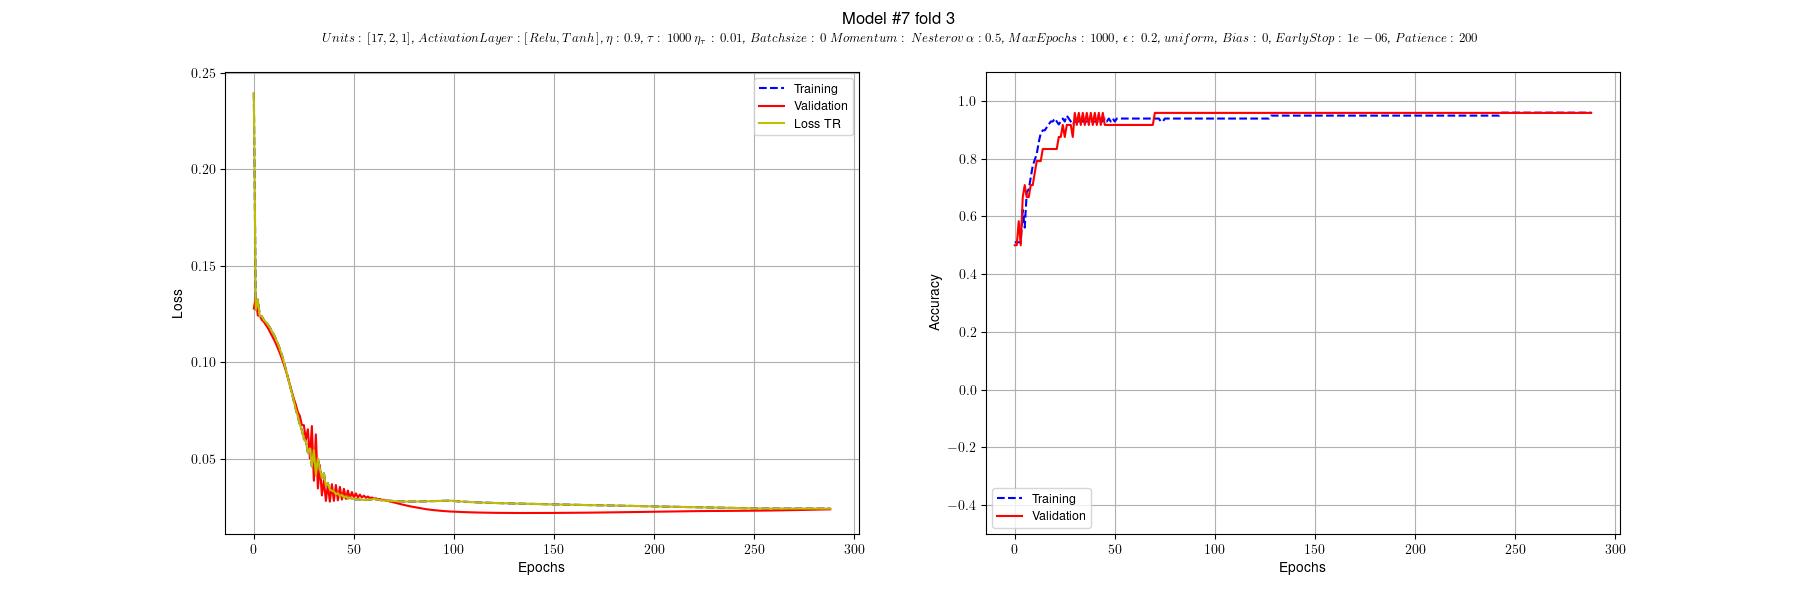 Model #7 fold 3
Units : [17, 2, 1], ActivationLayer : [Relu, Tanh], η : 0.9, τ : 1000 η_τ : 0.01, Batchsize : 0 Momentum : Nesterov α : 0.5, MaxEpochs : 1000, ϵ : 0.2, uniform, Bias : 0, EarlyStop : 1e − 06, Patience : 200
0.25
0.20
0.15
0.10
0.05
Loss
0 50 100 150 200 250 300
Epochs
Training
Validation
Loss TR
1.0
0.8
0.6
0.4
0.2
0.0
−0.2
−0.4
Accuracy
0 50 100 150 200 250 300
Epochs
Training
Validation